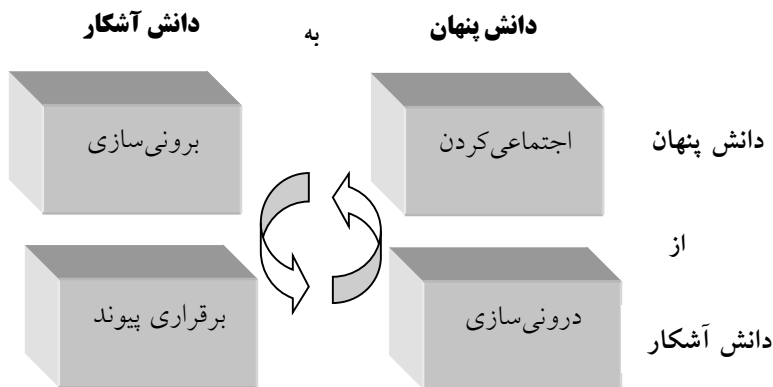 دانش پنهان به دانش آشکار
دانش پنهان اجتماعی‌کردن برونی‌سازی
از
دانش آشکار درونی‌سازی برقراری پیوند